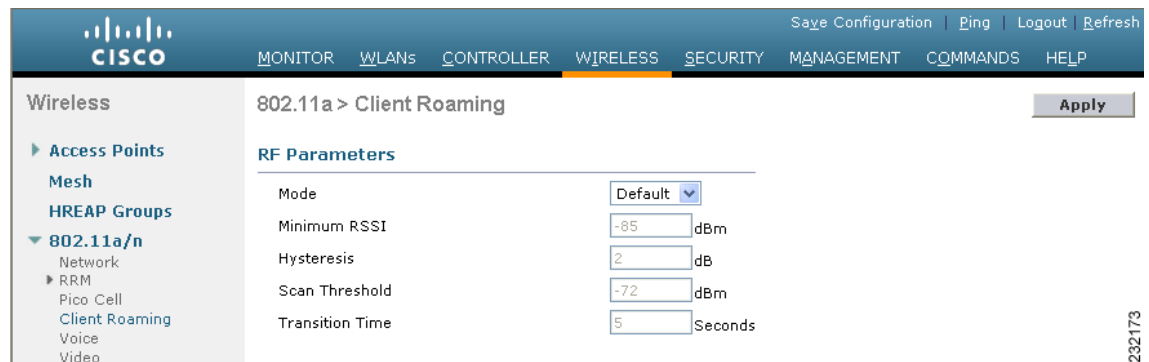 Save Configuration | Ping | Logout | Refresh
CISCO
MONITOR WLANs CONTROLLER WIRELESS SECURITY MANAGEMENT COMMANDS HELP
Wireless
802.11a > Client Roaming
Apply
Access Points
Mesh
HREAP Groups
802.11a/n
Network
RRM
Pico Cell
Client Roaming
Voice
Video
RF Parameters
Mode Default
Minimum RSSI -85 dBm
Hysteresis 2 dB
Scan Threshold -72 dBm
Transition Time 5 Seconds
232173